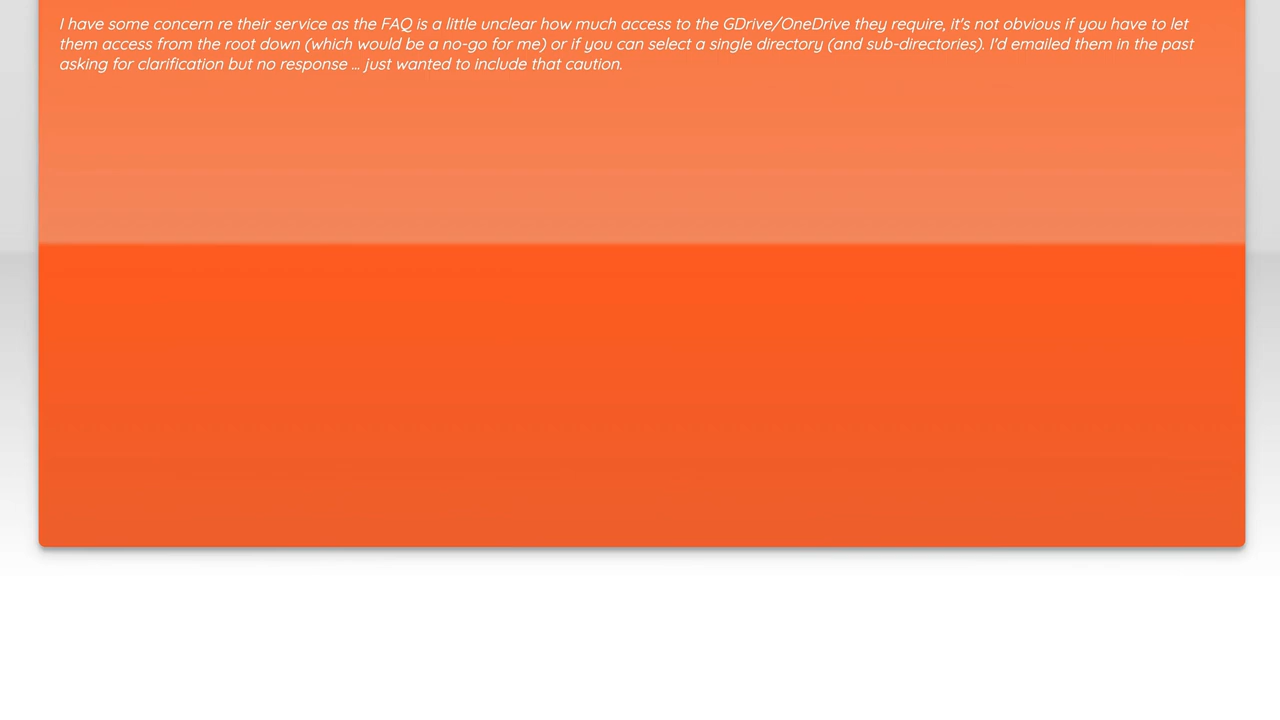 I have some concern re their service as the FAQ is a little unclear how much access to the GDrive/OneDrive they require, it's not obvious if you have to let
them access from the root down (which would be a no-go for me) or if you can select a single directory (and sub-directories). I'd emailed them in the past
asking for clarification but no response ... just wanted to include that caution.